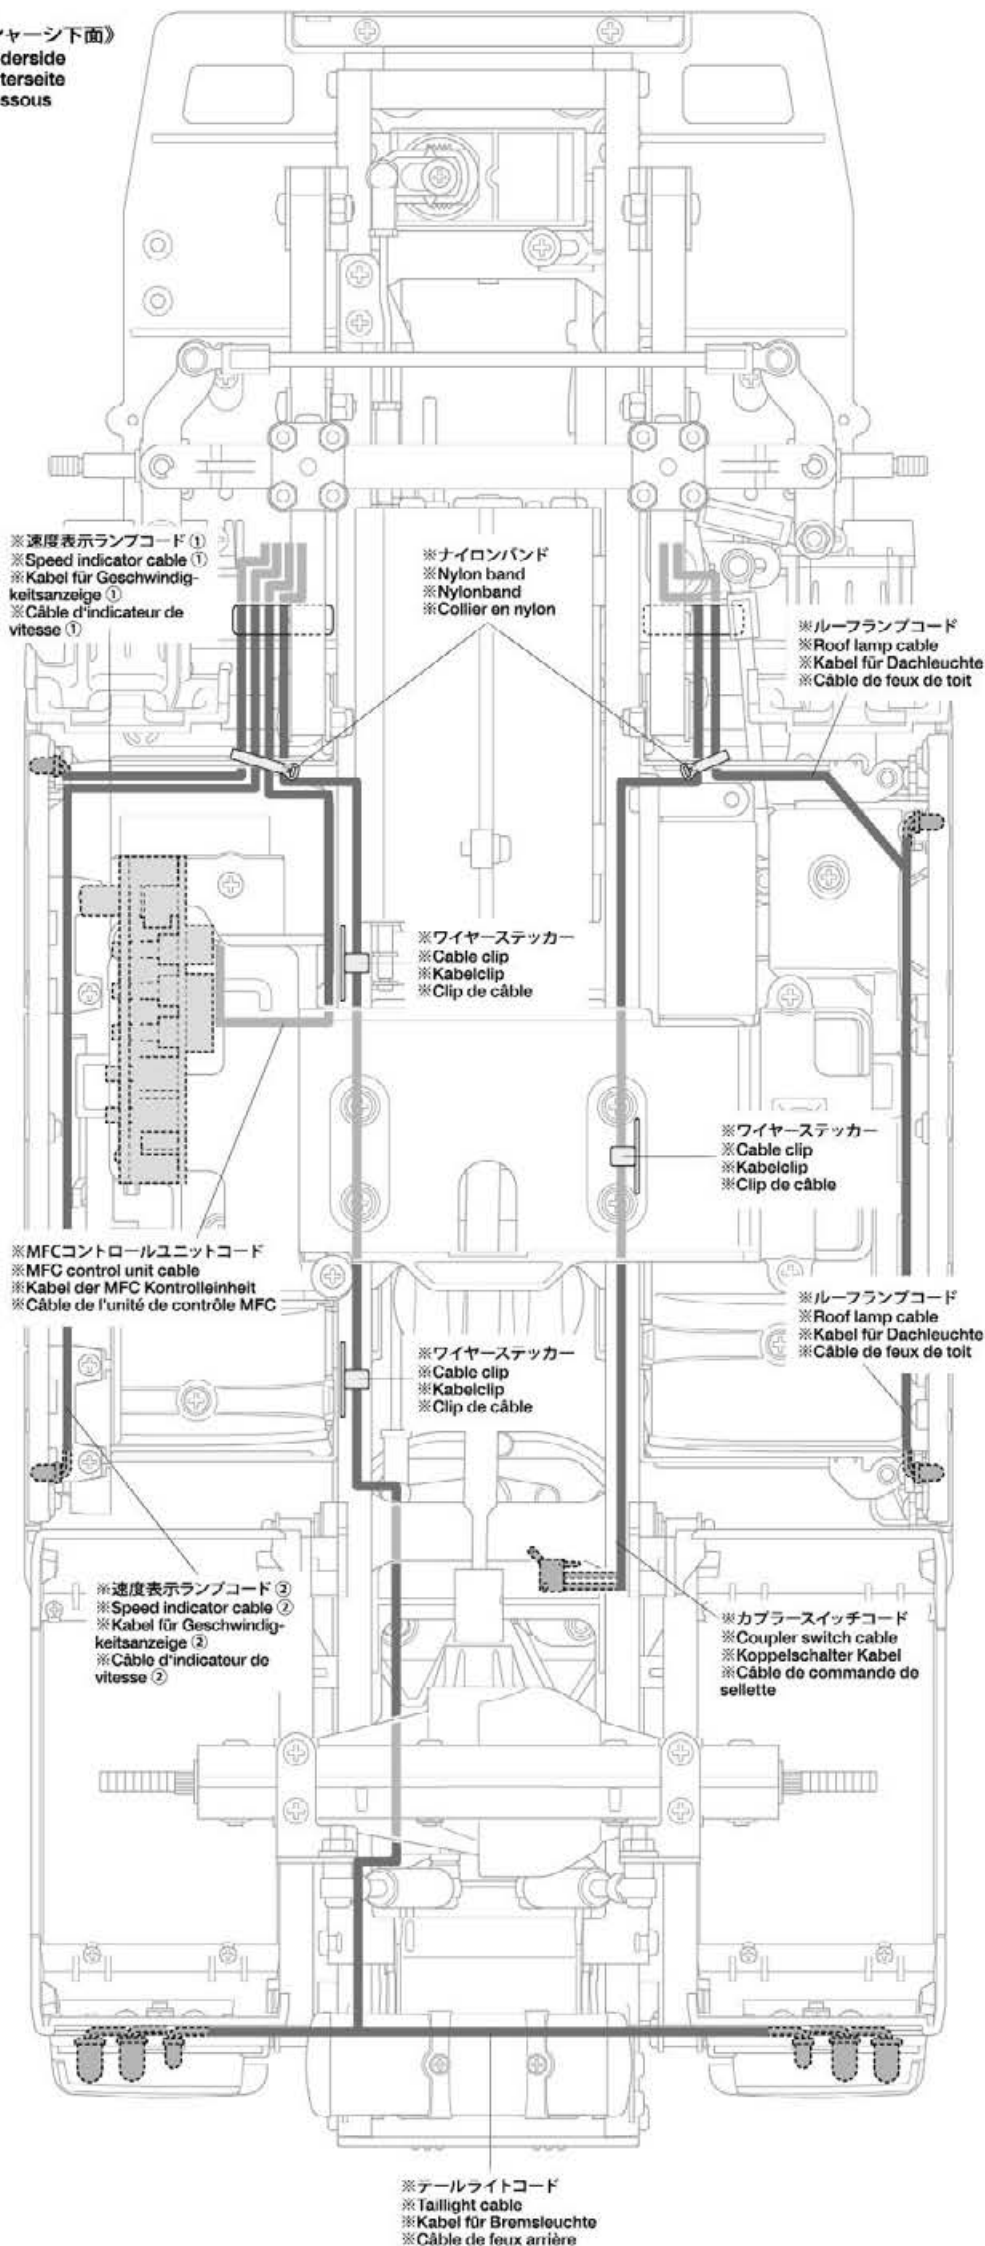 ャーシ下面》
derside
terseite
ssous
※速度表示ランプコード①
※Speed indicator cable ①
※Kabel für Geschwindig-
keitsanzeige ①
※Câble d'indicateur de
vitesse ①
※ナイロンバンド
※Nylon band
※Nylonband
※Collier en nylon
※ルーフランプコード
※Roof lamp cable
※Kabel für Dachleuchte
※Câble de feux de toit
※ワイヤーステッカー
※Cable clip
※Kabelclip
※Clip de câble
※ワイヤーステッカー
※Cable clip
※Kabelclip
※Clip de câble
※MFCコントロールユニットコード
※MFC control unit cable
※Kabel der MFC Kontrolleinheit
※Câble de l'unité de contrôle MFC
※ルーフランプコード
※Roof lamp cable
※Kabel für Dachleuchte
※Câble de feux de toit
※ワイヤーステッカー
※Cable clip
※Kabelclip
※Clip de câble
※速度表示ランプコード②
※Speed indicator cable ②
※Kabel für Geschwindig-
keitsanzeige ②
※Câble d'indicateur de
vitesse ②
※カプラースイッチコード
※Coupler switch cable
※Koppelschalter Kabel
※Câble de commande de
sellette
※テールライトコード
※Taillight cable
※Kabel für Bremsleuchte
※Câble de feux arrière